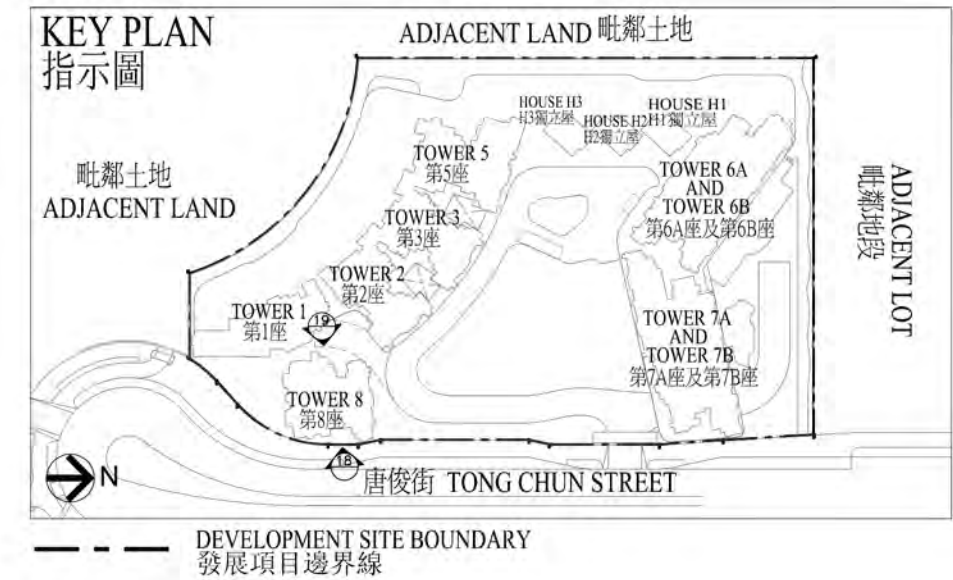 KEY PLAN
指示圖
ADJACENT LAND 毗鄰土地
毗鄰土地
ADJACENT LAND
HOUSE H3
H3獨立屋
HOUSE H2
H2獨立屋
HOUSE H1
H1獨立屋
TOWER 5
第5座
TOWER 3
第3座
TOWER 2
第2座
TOWER 1
第1座
19
TOWER 8
第8座
TOWER 6A
AND
TOWER 6B
第6A座及第6B座
TOWER 7A
AND
TOWER 7B
第7A座及第7B座
ADJACENT LOT
毗鄰地段
18
唐俊街 TONG CHUN STREET
N
DEVELOPMENT SITE BOUNDARY
發展項目邊界線